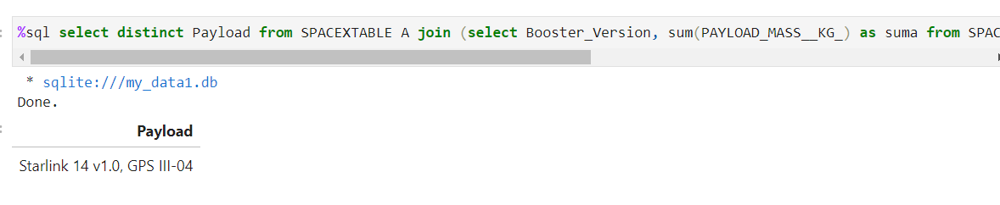 %sql select distinct Payload from SPACEXTABLE A join (select Booster_Version, sum(PAYLOAD_MASS__KG_) as suma from SPAC
* sqlite:///my_data1.db
Done.
Payload
Starlink 14 v1.0, GPS III-04